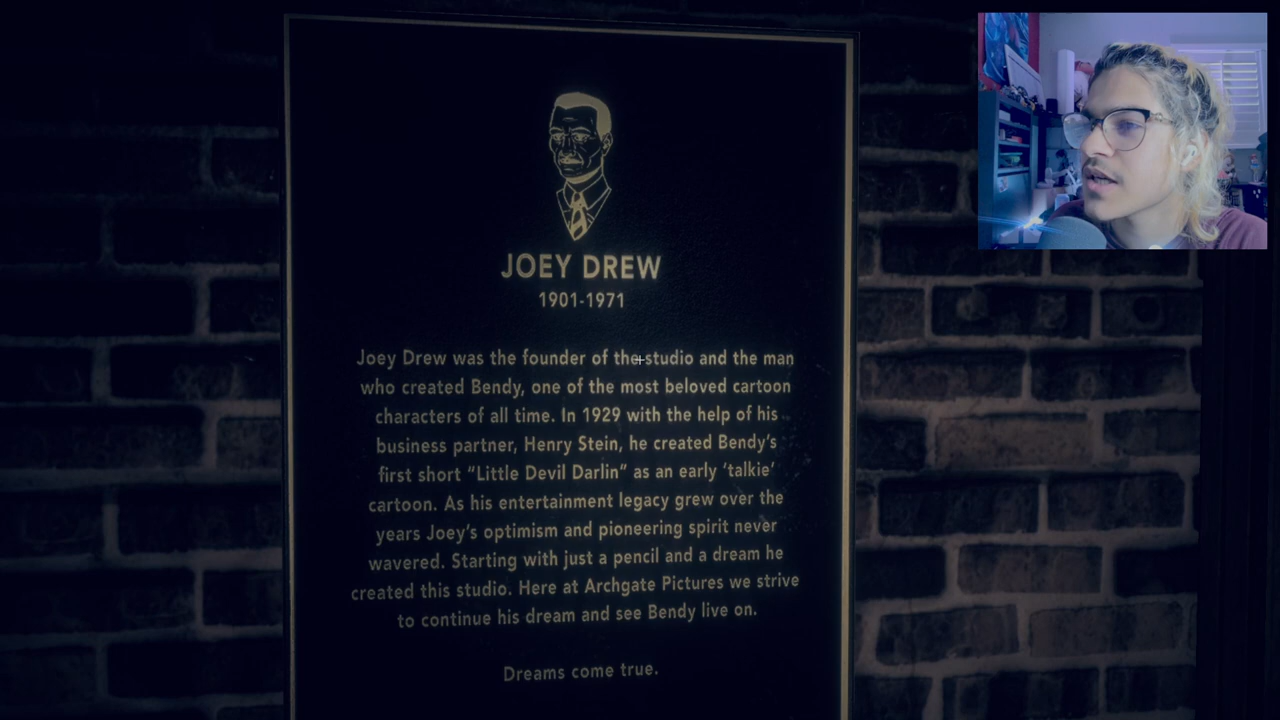 JOEY DREW
1901-1971
Joey Drew was the founder of the studio and the man
who created Bendy, one of the most beloved cartoon
characters of all time. In 1929 with the help of his
business partner, Henry Stein, he created Bendy's
first short "Little Devil Darlin" as an early 'talkie'
cartoon. As his entertainment legacy grew over the
years Joey's optimism and pioneering spirit never
wavered. Starting with just a pencil and a dream he
created this studio. Here at Archgate Pictures we strive
to continue his dream and see Bendy live on.
Dreams come true.